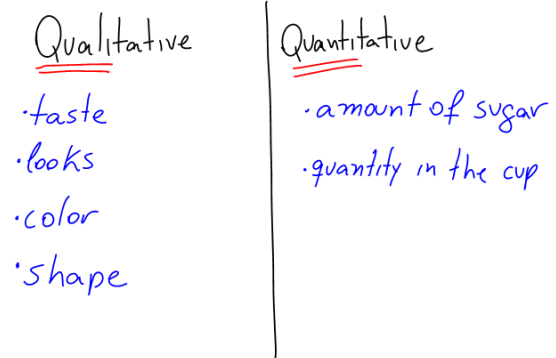 Qualitative
·taste
·looks
·color
·shape
Quantitative
·amount of sugar
·quantity in the cup